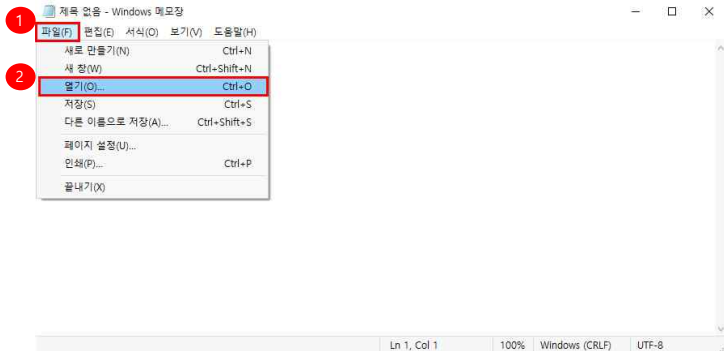 제목 없음 - Windows 메모장
1
파일(F) 편집(E) 서식(O) 보기(V) 도움말(H)
새로 만들기(N) Ctrl+N
새 창(W) Ctrl+Shift+N
2
열기(O)... Ctrl+O
저장(S) Ctrl+S
다른 이름으로 저장(A)... Ctrl+Shift+S
페이지 설정(U)...
인쇄(P)... Ctrl+P
끝내기(X)
Ln 1, Col 1 100% Windows (CRLF) UTF-8